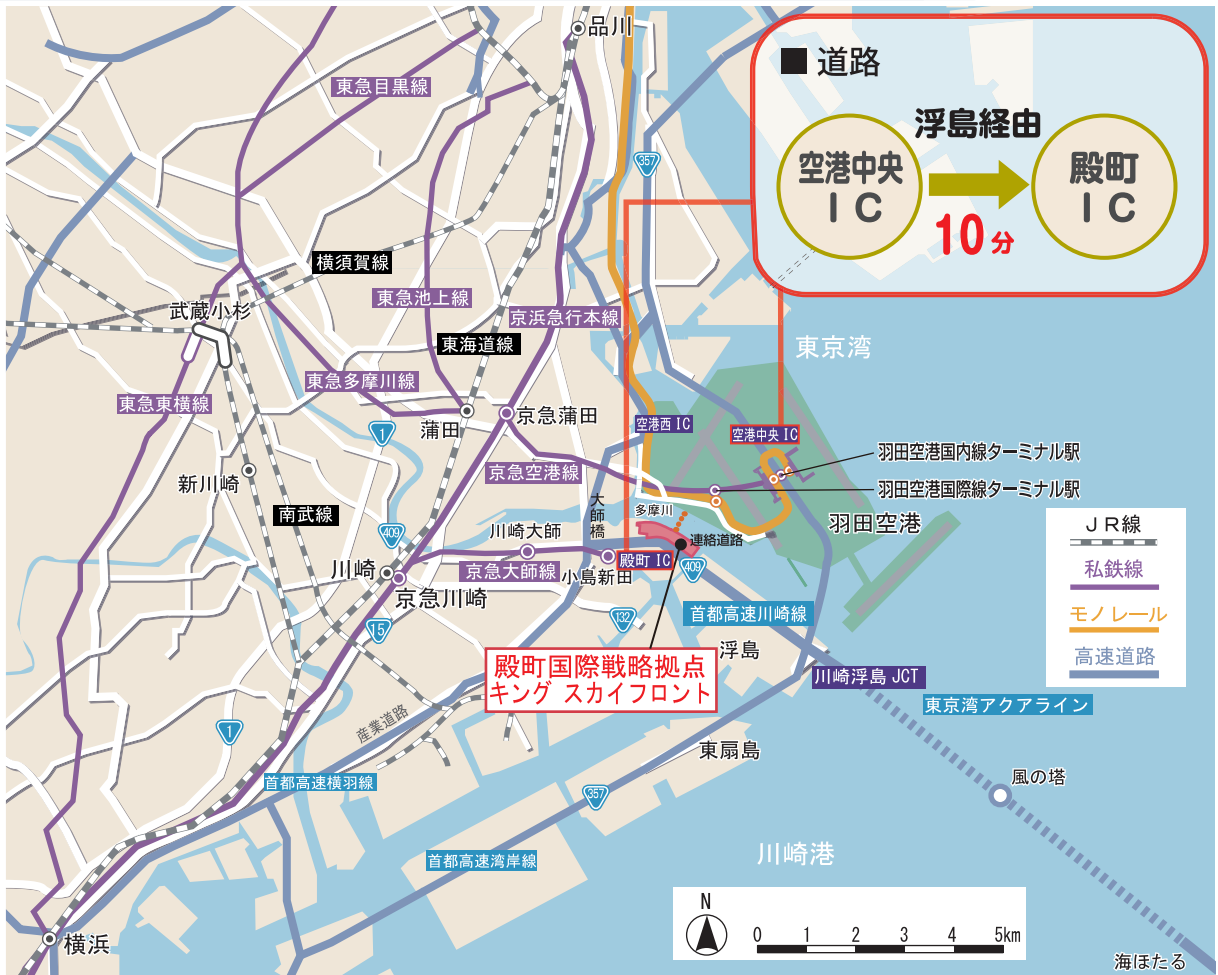 品川
■ 道路
浮島経由
空港中央
IC
殿町
IC
10分
東急目黒線
357
横須賀線
武蔵小杉
東急池上線
京浜急行本線
東海道線
東京湾
東急多摩川線
東急東横線
蒲田
京急蒲田
1
空港西 IC
空港中央 IC
羽田空港国内線ターミナル駅
京急空港線
新川崎
羽田空港国際線ターミナル駅
大師橋
多摩川
南武線
羽田空港
409
川崎大師
連絡道路
JR線
川崎
京急大師線
小島新田
殿町 IC
409
私鉄線
京急川崎
モノレール
15
132
首都高速川崎線
浮島
高速道路
殿町国際戦略拠点
キング スカイフロント
川崎浮島 JCT
東京湾アクアライン
産業道路
1
東扇島
首都高速横羽線
風の塔
357
川崎港
首都高速湾岸線
N
0 1 2 3 4 5km
横浜
海ほたる